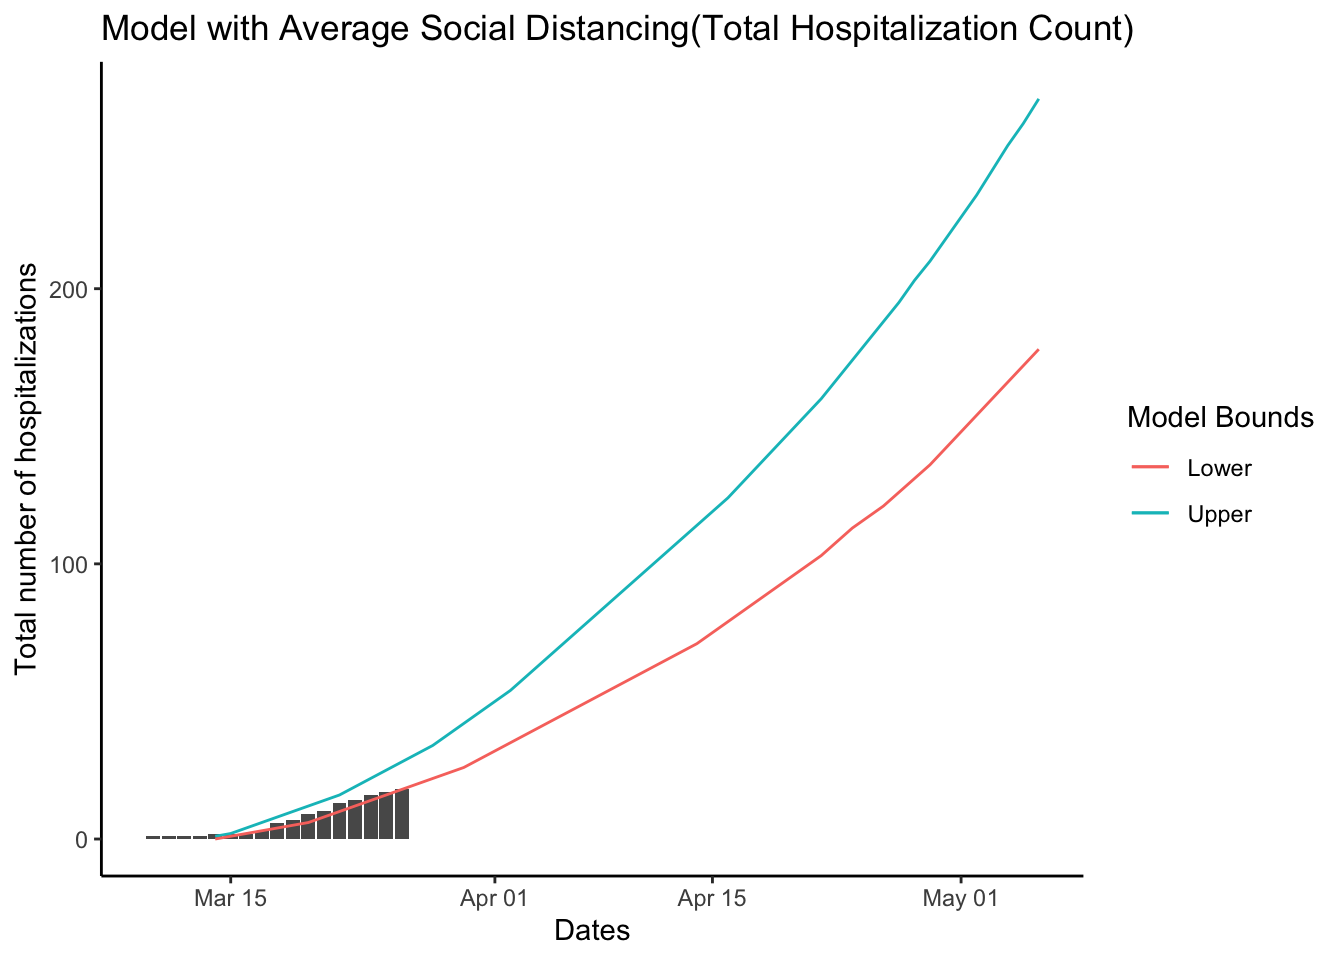 Model with Average Social Distancing(Total Hospitalization Count)
Total number of hospitalizations
200
100
0
Mar 15
Apr 01
Apr 15
May 01
Dates
Model Bounds
Lower
Upper